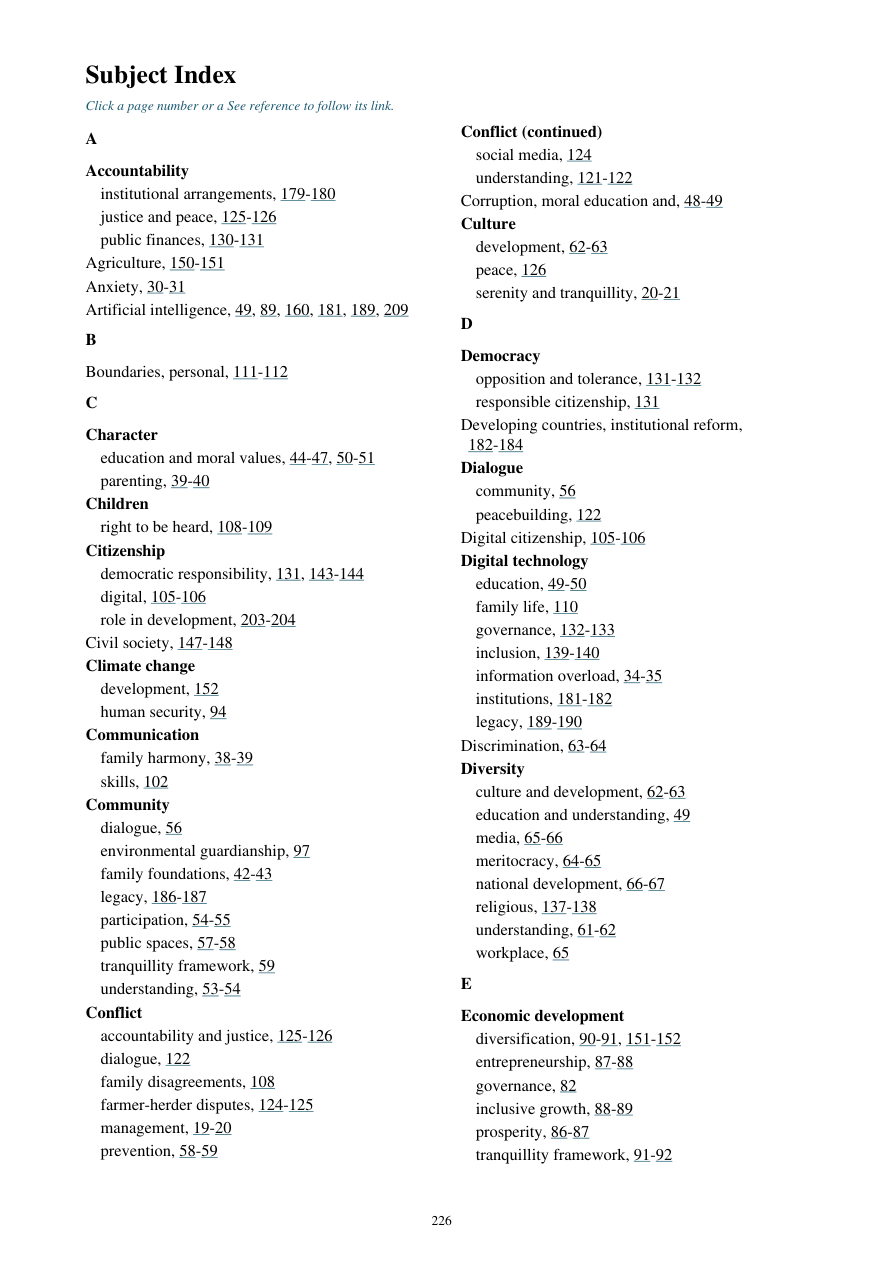 Subject Index
Click a page number or a See reference to follow its link.
A
Accountability
institutional arrangements, 179-180
justice and peace, 125-126
public finances, 130-131
Agriculture, 150-151
Anxiety, 30-31
Artificial intelligence, 49, 89, 160, 181, 189, 209
B
Boundaries, personal, 111-112
C
Character
education and moral values, 44-47, 50-51
parenting, 39-40
Children
right to be heard, 108-109
Citizenship
democratic responsibility, 131, 143-144
digital, 105-106
role in development, 203-204
Civil society, 147-148
Climate change
development, 152
human security, 94
Communication
family harmony, 38-39
skills, 102
Community
dialogue, 56
environmental guardianship, 97
family foundations, 42-43
legacy, 186-187
participation, 54-55
public spaces, 57-58
tranquillity framework, 59
understanding, 53-54
Conflict
accountability and justice, 125-126
dialogue, 122
family disagreements, 108
farmer-herder disputes, 124-125
management, 19-20
prevention, 58-59
Conflict (continued)
social media, 124
understanding, 121-122
Corruption, moral education and, 48-49
Culture
development, 62-63
peace, 126
serenity and tranquillity, 20-21
D
Democracy
opposition and tolerance, 131-132
responsible citizenship, 131
Developing countries, institutional reform,
182-184
Dialogue
community, 56
peacebuilding, 122
Digital citizenship, 105-106
Digital technology
education, 49-50
family life, 110
governance, 132-133
inclusion, 139-140
information overload, 34-35
institutions, 181-182
legacy, 189-190
Discrimination, 63-64
Diversity
culture and development, 62-63
education and understanding, 49
media, 65-66
meritocracy, 64-65
national development, 66-67
religious, 137-138
understanding, 61-62
workplace, 65
E
Economic development
diversification, 90-91, 151-152
entrepreneurship, 87-88
governance, 82
inclusive growth, 88-89
prosperity, 86-87
tranquillity framework, 91-92
226